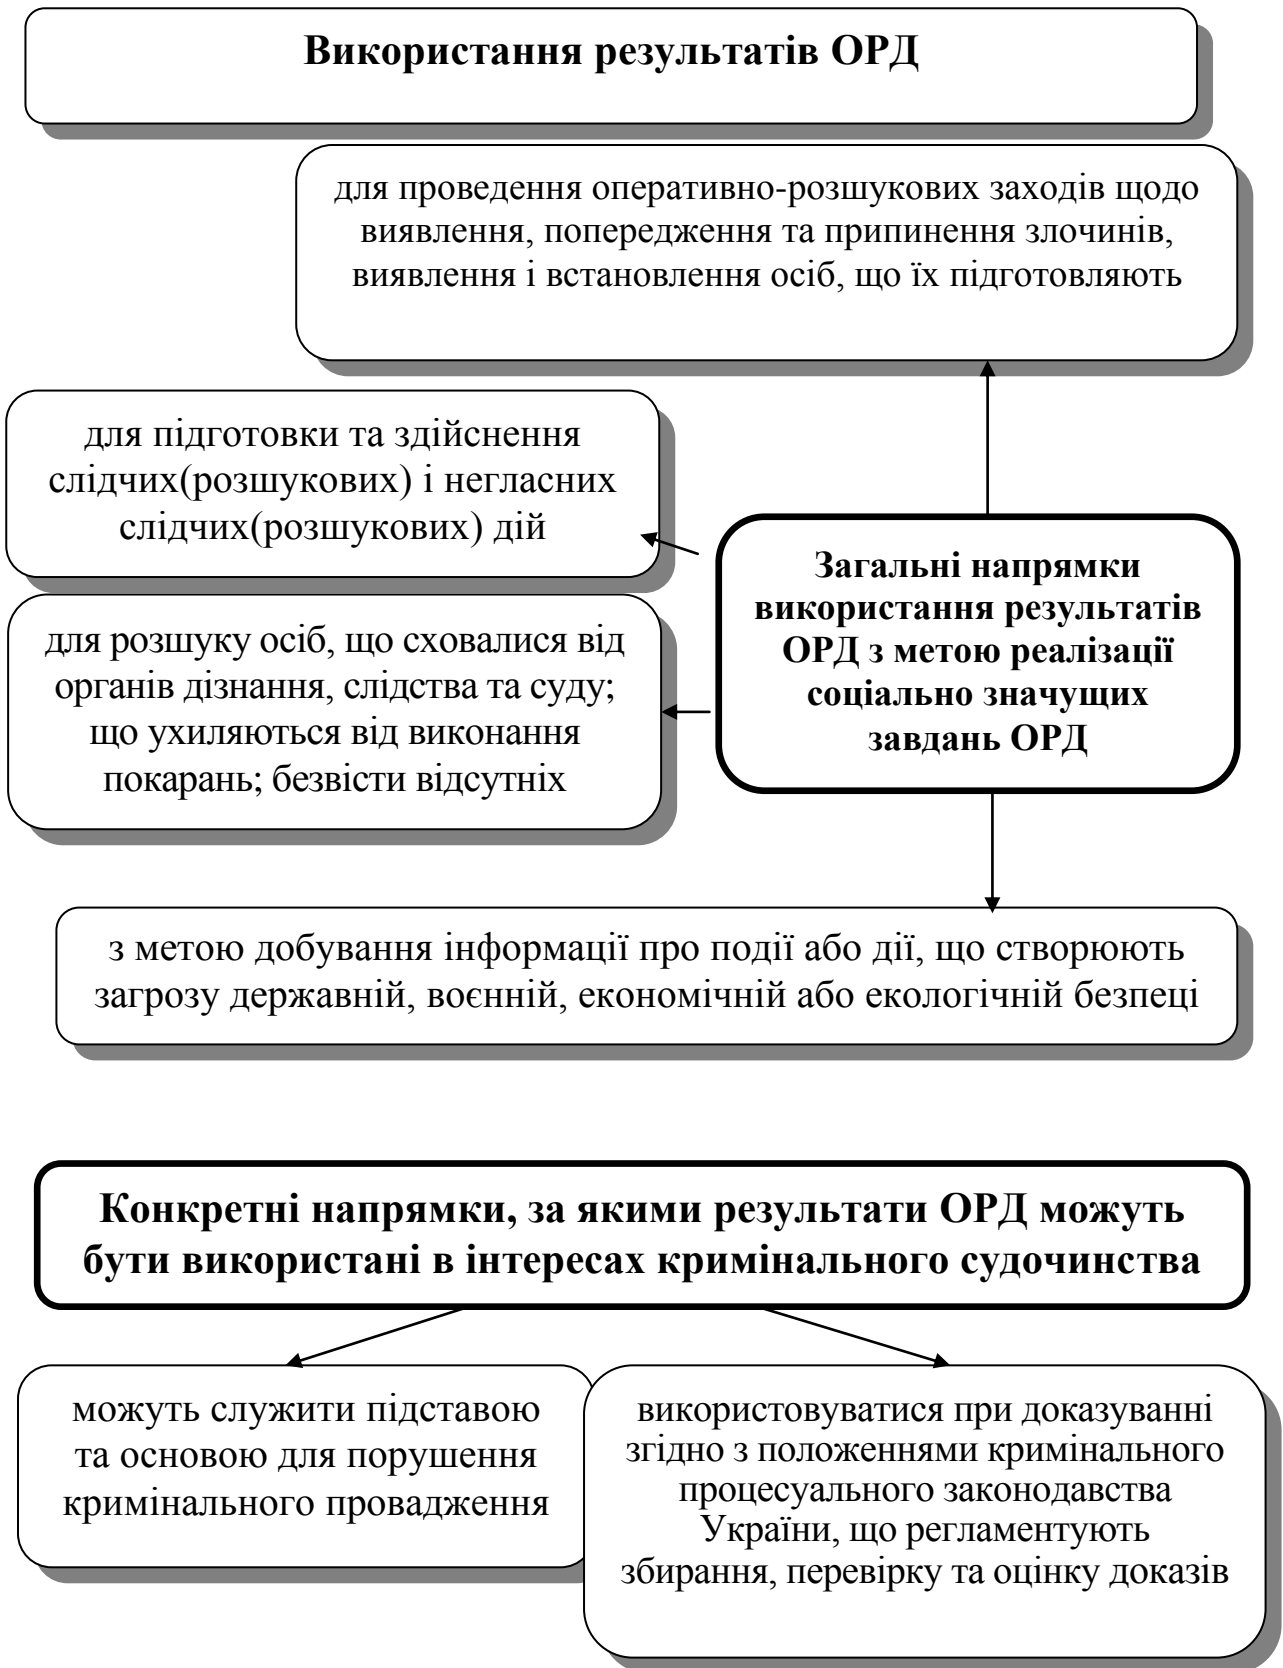 Використання результатів ОРД
для проведення оперативно-розшукових заходів щодо
виявлення, попередження та припинення злочинів,
виявлення і встановлення осіб, що їх підготовляють
для підготовки та здійснення
слідчих(розшукових) і негласних
слідчих(розшукових) дій
Загальні напрямки
використання результатів
ОРД з метою реалізації
соціально значущих
завдань ОРД
для розшуку осіб, що сховалися від
органів дізнання, слідства та суду;
що ухиляються від виконання
покарань; безвісти відсутніх
з метою добування інформації про події або дії, що створюють
загрозу державній, воєнній, економічній або екологічній безпеці
Конкретні напрямки, за якими результати ОРД можуть
бути використані в інтересах кримінального судочинства
можуть служити підставою
та основою для порушення
кримінального провадження
використовуватися при доказуванні
згідно з положеннями кримінального
процесуального законодавства
України, що регламентують
збирання, перевірку та оцінку доказів